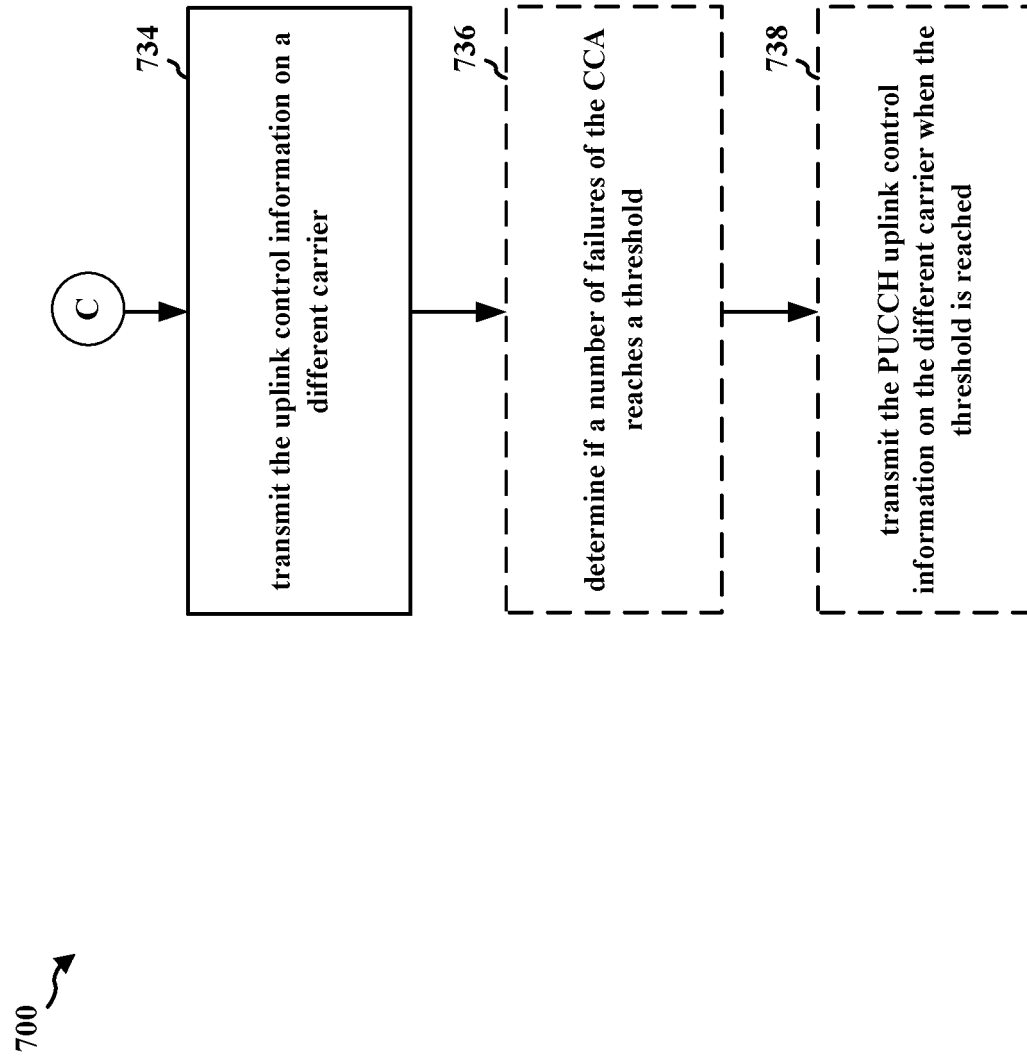 700
C
734
transmit the uplink control information on a
different carrier
736
determine if a number of failures of the CCA
reaches a threshold
738
transmit the PUCCH uplink control
information on the different carrier when the
threshold is reached